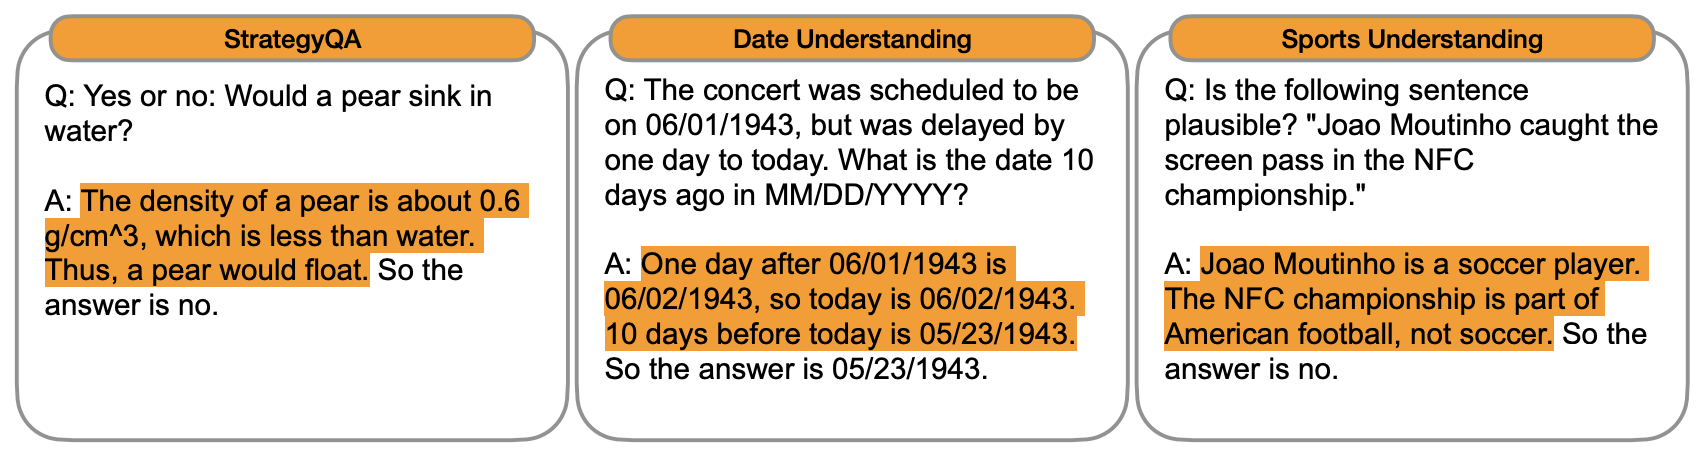 StrategyQA
Q: Yes or no: Would a pear sink in
water?
A: The density of a pear is about 0.6
g/cm^3, which is less than water.
Thus, a pear would float. So the
answer is no.
Date Understanding
Q: The concert was scheduled to be
on 06/01/1943, but was delayed by
one day to today. What is the date 10
days ago in MM/DD/YYYY?
A: One day after 06/01/1943 is
06/02/1943, so today is 06/02/1943.
10 days before today is 05/23/1943.
So the answer is 05/23/1943.
Sports Understanding
Q: Is the following sentence
plausible? "Joao Moutinho caught the
screen pass in the NFC
championship."
A: Joao Moutinho is a soccer player.
The NFC championship is part of
American football, not soccer. So the
answer is no.